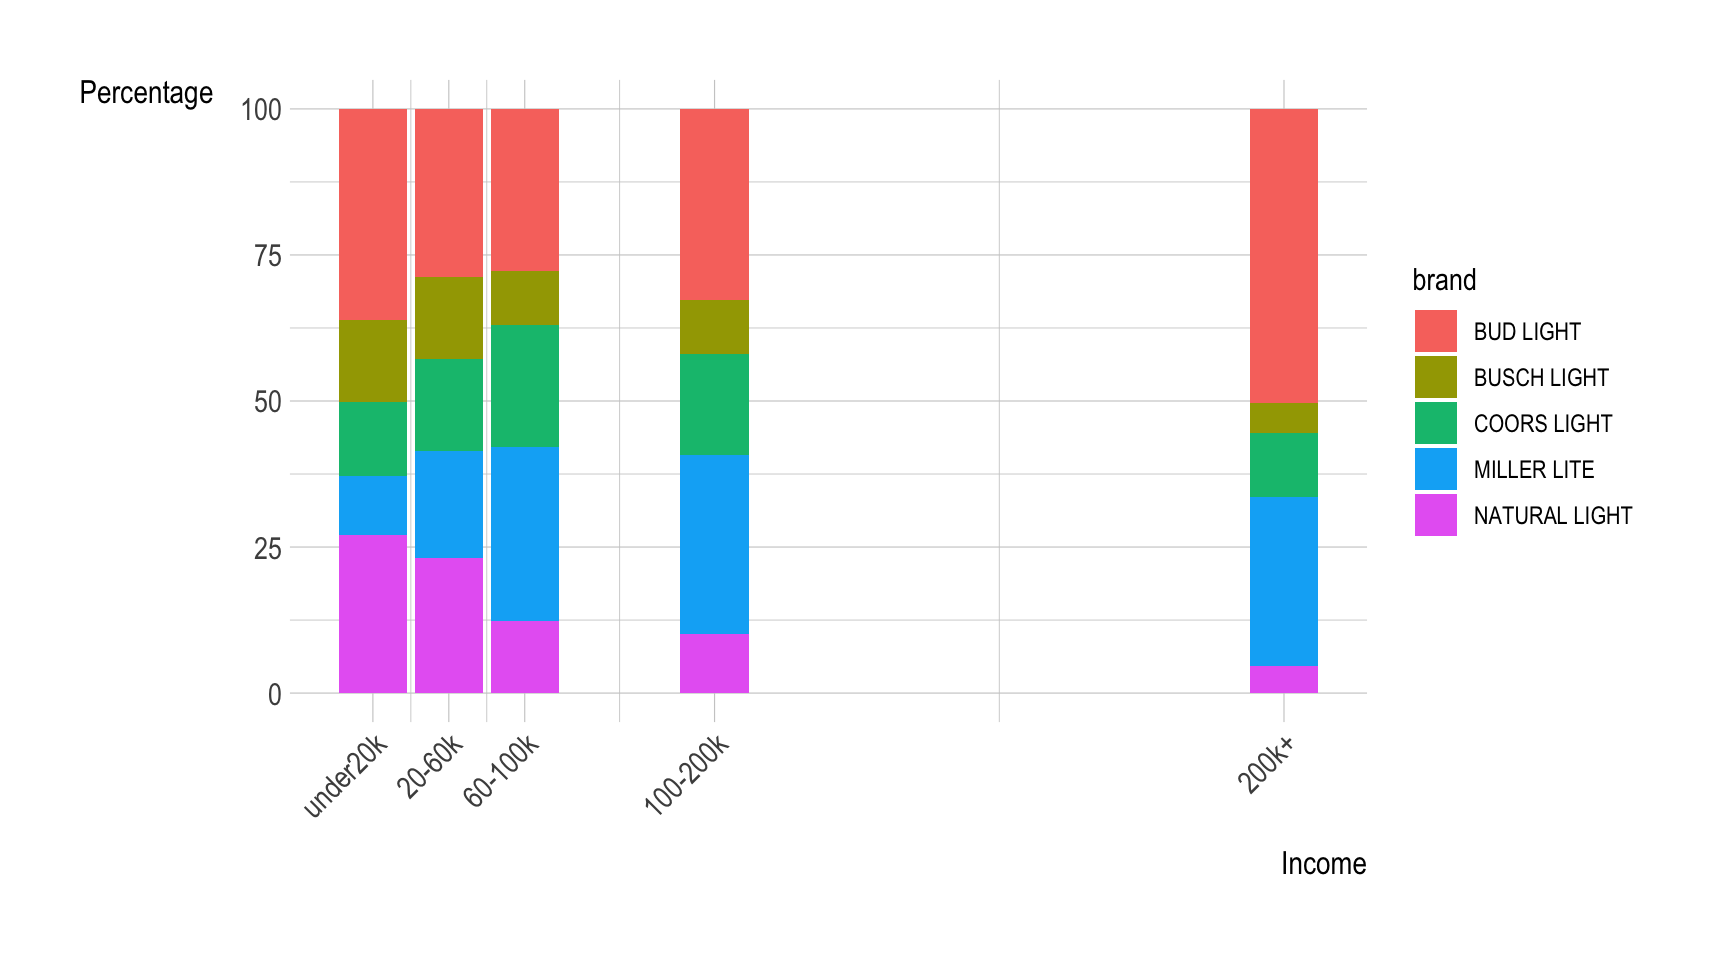 Percentage
100
75
50
25
0
under20k
20-60k
60-100k
100-200k
200k+
Income
brand
BUD LIGHT
BUSCH LIGHT
COORS LIGHT
MILLER LITE
NATURAL LIGHT